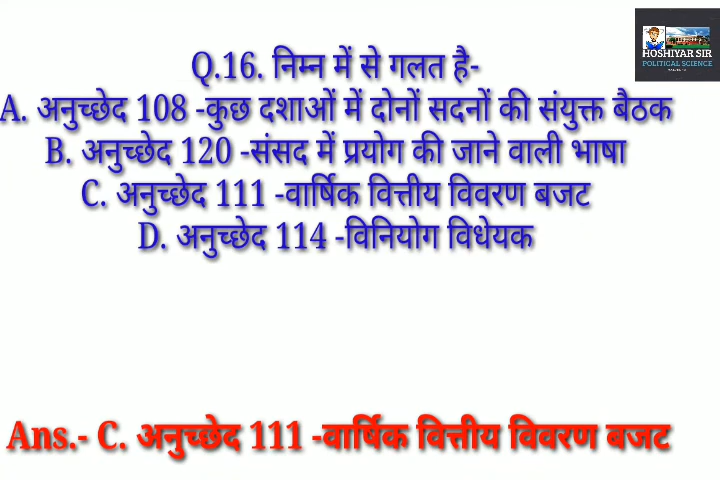 HOSHIYAR SIR
POLITICAL SCIENCE
Q.16. निम्न में से गलत है-
A. अनुच्छेद 108 -कुछ दशाओं में दोनों सदनों की संयुक्त बैठक
B. अनुच्छेद 120 -संसद में प्रयोग की जाने वाली भाषा
C. अनुच्छेद 111 -वार्षिक वित्तीय विवरण बजट
D. अनुच्छेद 114 -विनियोग विधेयक
Ans.- C. अनुच्छेद 111 -वार्षिक वित्तीय विवरण बजट